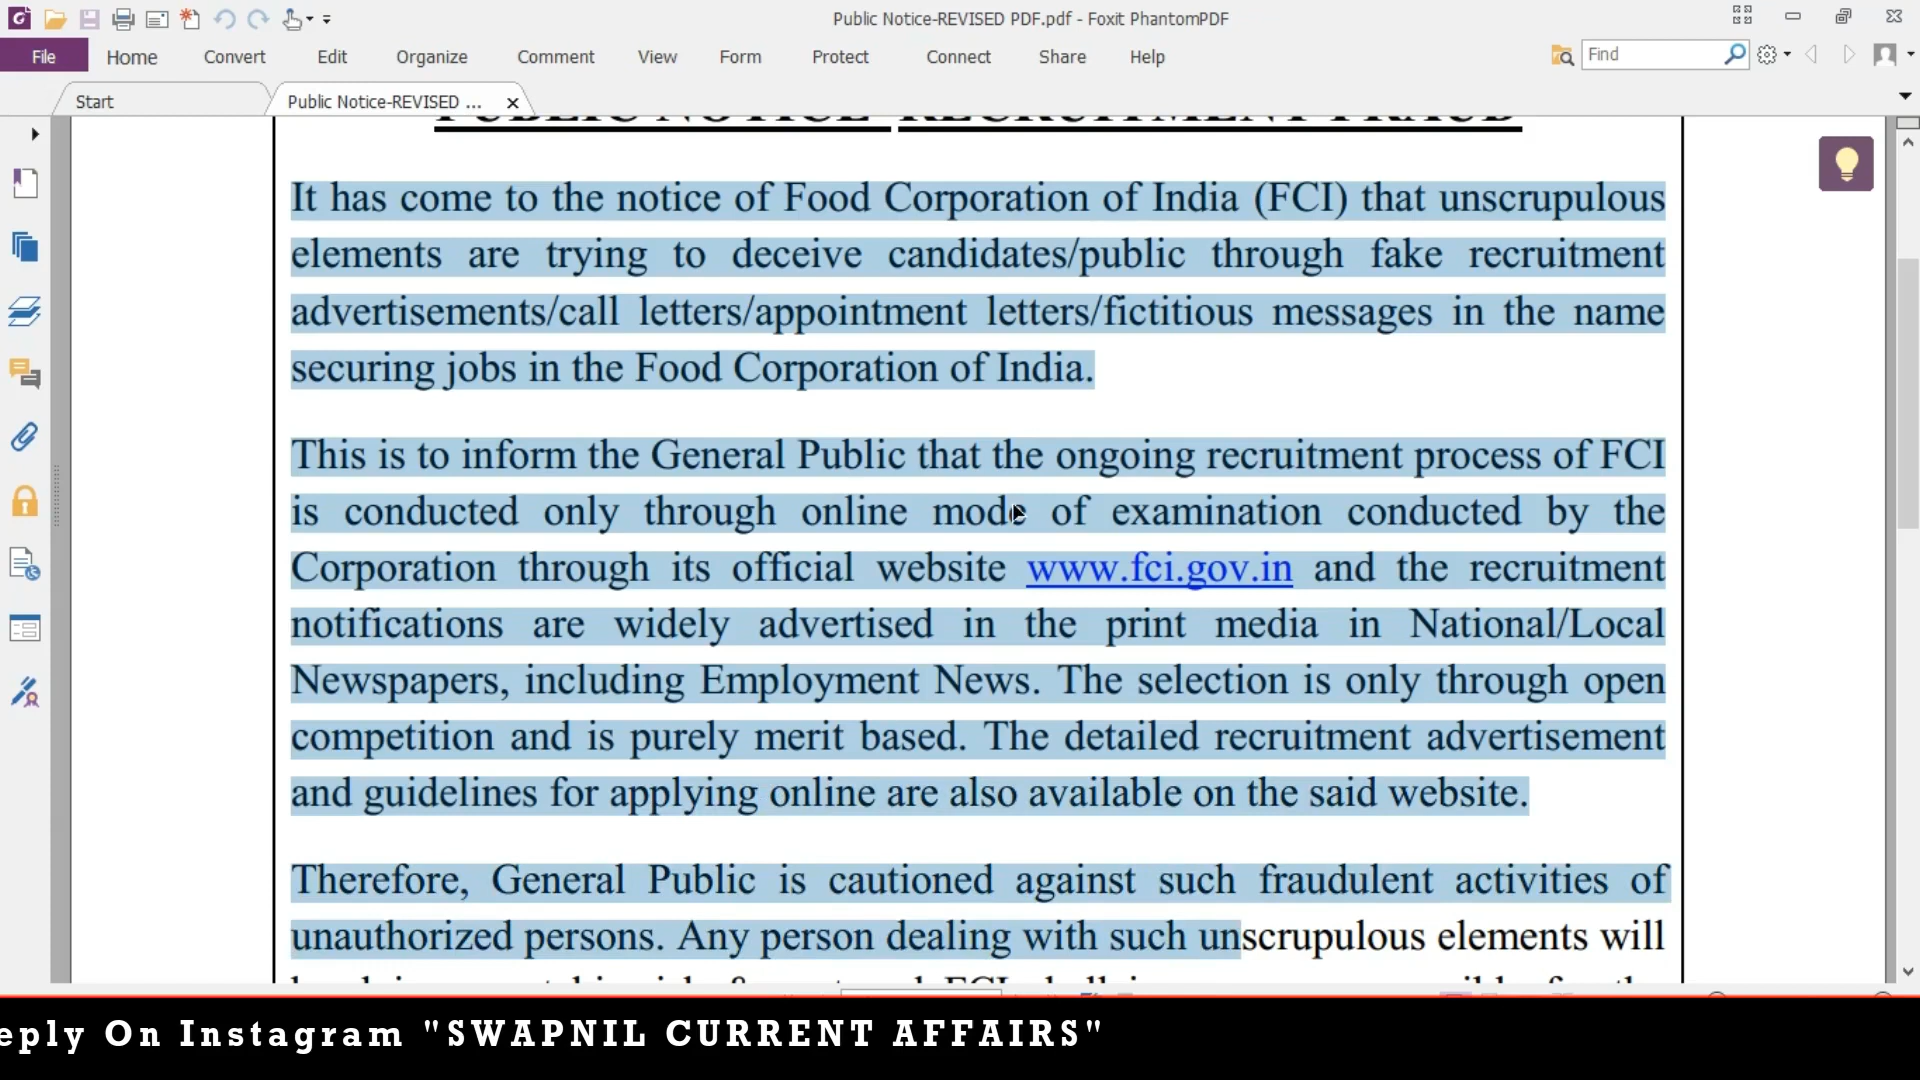 Public Notice-REVISED PDF.pdf - Foxit PhantomPDF
File Home Convert Edit Organize Comment View Form Protect Connect Share Help Find
Start Public Notice-REVISED ...
PUBLIC NOTICE RECRUITMENT FRAUD
It has come to the notice of Food Corporation of India (FCI) that unscrupulous
elements are trying to deceive candidates/public through fake recruitment
advertisements/call letters/appointment letters/fictitious messages in the name
securing jobs in the Food Corporation of India.
This is to inform the General Public that the ongoing recruitment process of FCI
is conducted only through online mode of examination conducted by the
Corporation through its official website www.fci.gov.in and the recruitment
notifications are widely advertised in the print media in National/Local
Newspapers, including Employment News. The selection is only through open
competition and is purely merit based. The detailed recruitment advertisement
and guidelines for applying online are also available on the said website.
Therefore, General Public is cautioned against such fraudulent activities of
unauthorized persons. Any person dealing with such unscrupulous elements will
eply On Instagram "SWAPNIL CURRENT AFFAIRS"